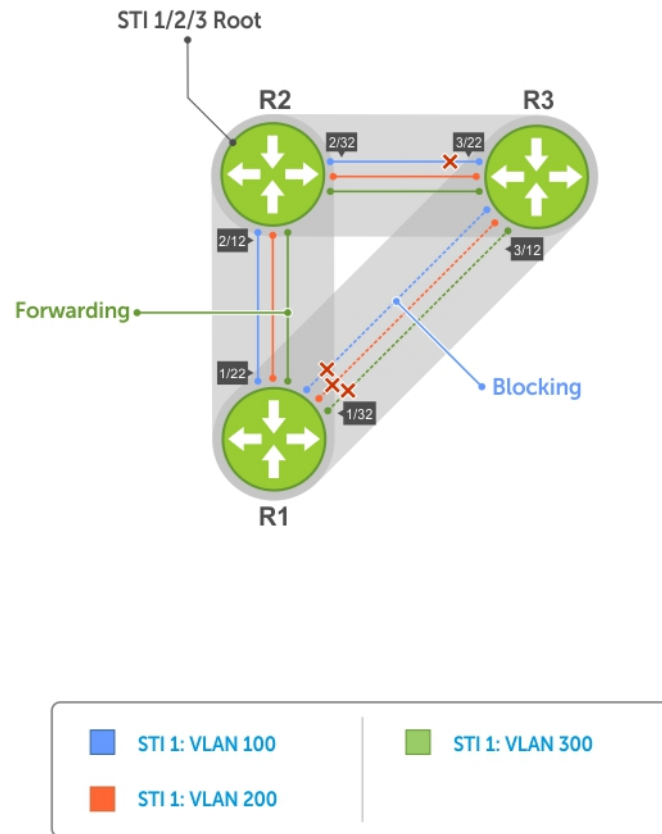 STI 1/2/3 Root
R2
R3
2/32
3/22
2/12
3/12
Forwarding
1/22
Blocking
1/32
R1
STI 1: VLAN 100
STI 1: VLAN 300
STI 1: VLAN 200